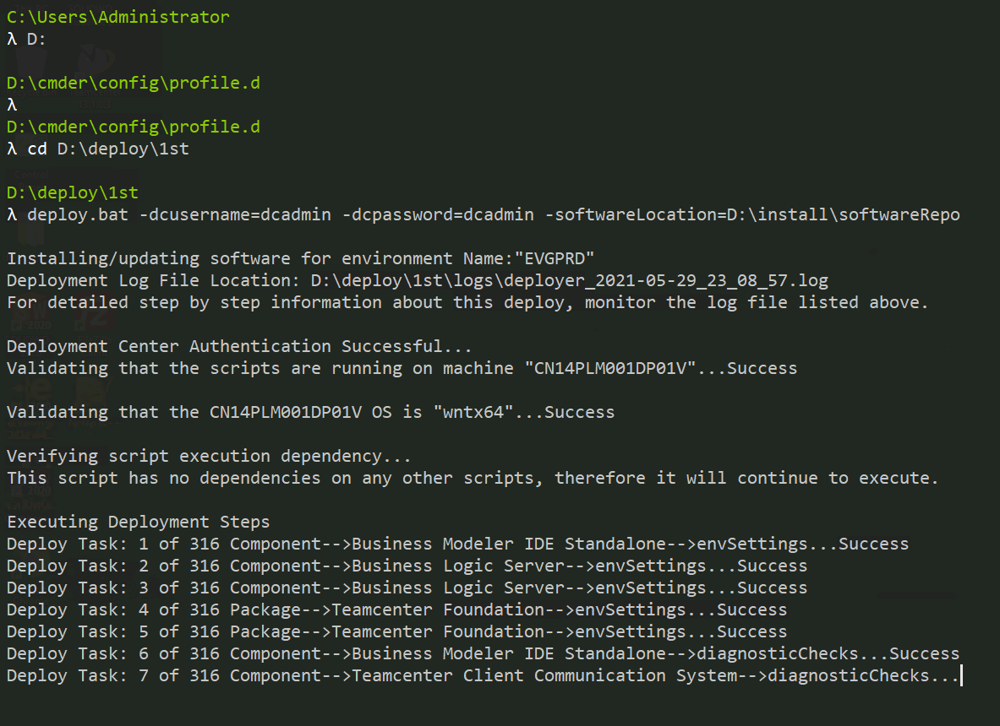 C:\Users\Administrator
λ D:
D:\cmder\config\profile.d
λ
D:\cmder\config\profile.d
λ cd D:\deploy\1st
D:\deploy\1st
λ deploy.bat -dcusername=dcadmin -dcpassword=dcadmin -softwareLocation=D:\install\softwareRepo
Installing/updating software for environment Name:"EVGPRD"
Deployment Log File Location: D:\deploy\1st\logs\deployer_2021-05-29_23_08_57.log
For detailed step by step information about this deploy, monitor the log file listed above.
Deployment Center Authentication Successful...
Validating that the scripts are running on machine "CN14PLM001DP01V"...Success
Validating that the CN14PLM001DP01V OS is "wntx64"...Success
Verifying script execution dependency...
This script has no dependencies on any other scripts, therefore it will continue to execute.
Executing Deployment Steps
Deploy Task: 1 of 316 Component-->Business Modeler IDE Standalone-->envSettings...Success
Deploy Task: 2 of 316 Component-->Business Logic Server-->envSettings...Success
Deploy Task: 3 of 316 Component-->Business Logic Server-->envSettings...Success
Deploy Task: 4 of 316 Package-->Teamcenter Foundation-->envSettings...Success
Deploy Task: 5 of 316 Package-->Teamcenter Foundation-->envSettings...Success
Deploy Task: 6 of 316 Component-->Business Modeler IDE Standalone-->diagnosticChecks...Success
Deploy Task: 7 of 316 Component-->Teamcenter Client Communication System-->diagnosticChecks...